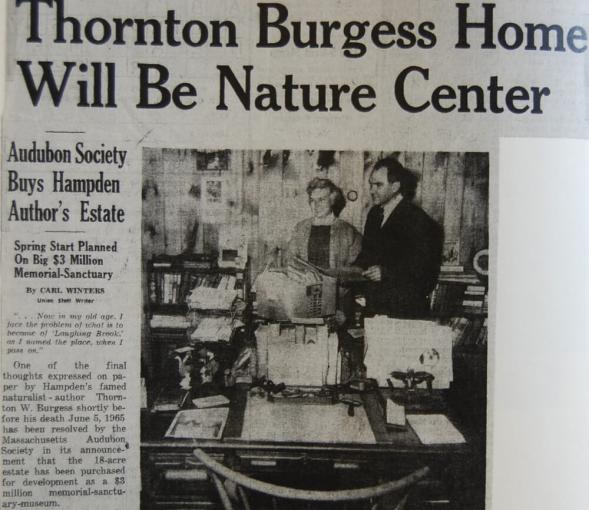 Thornton Burgess Home
Will Be Nature Center
Audubon Society
Buys Hampden
Author's Estate
Spring Start Planned
On Big $3 Million
Memorial-Sanctuary
By CARL WINTERS
Union Staff Writer
". . . Now in my old age, I
face the problem of what is to
become of 'Laughing Brook,'
as I named the place, when I
pass on."
One of the final
thoughts expressed on pa-
per by Hampden's famed
naturalist - author Thorn-
ton W. Burgess shortly be-
fore his death June 5, 1965
has been resolved by the
Massachusetts Audubon
Society in its announce-
ment that the 18-acre
estate has been purchased
for development as a $3
million memorial-sanctu-
ary-museum.